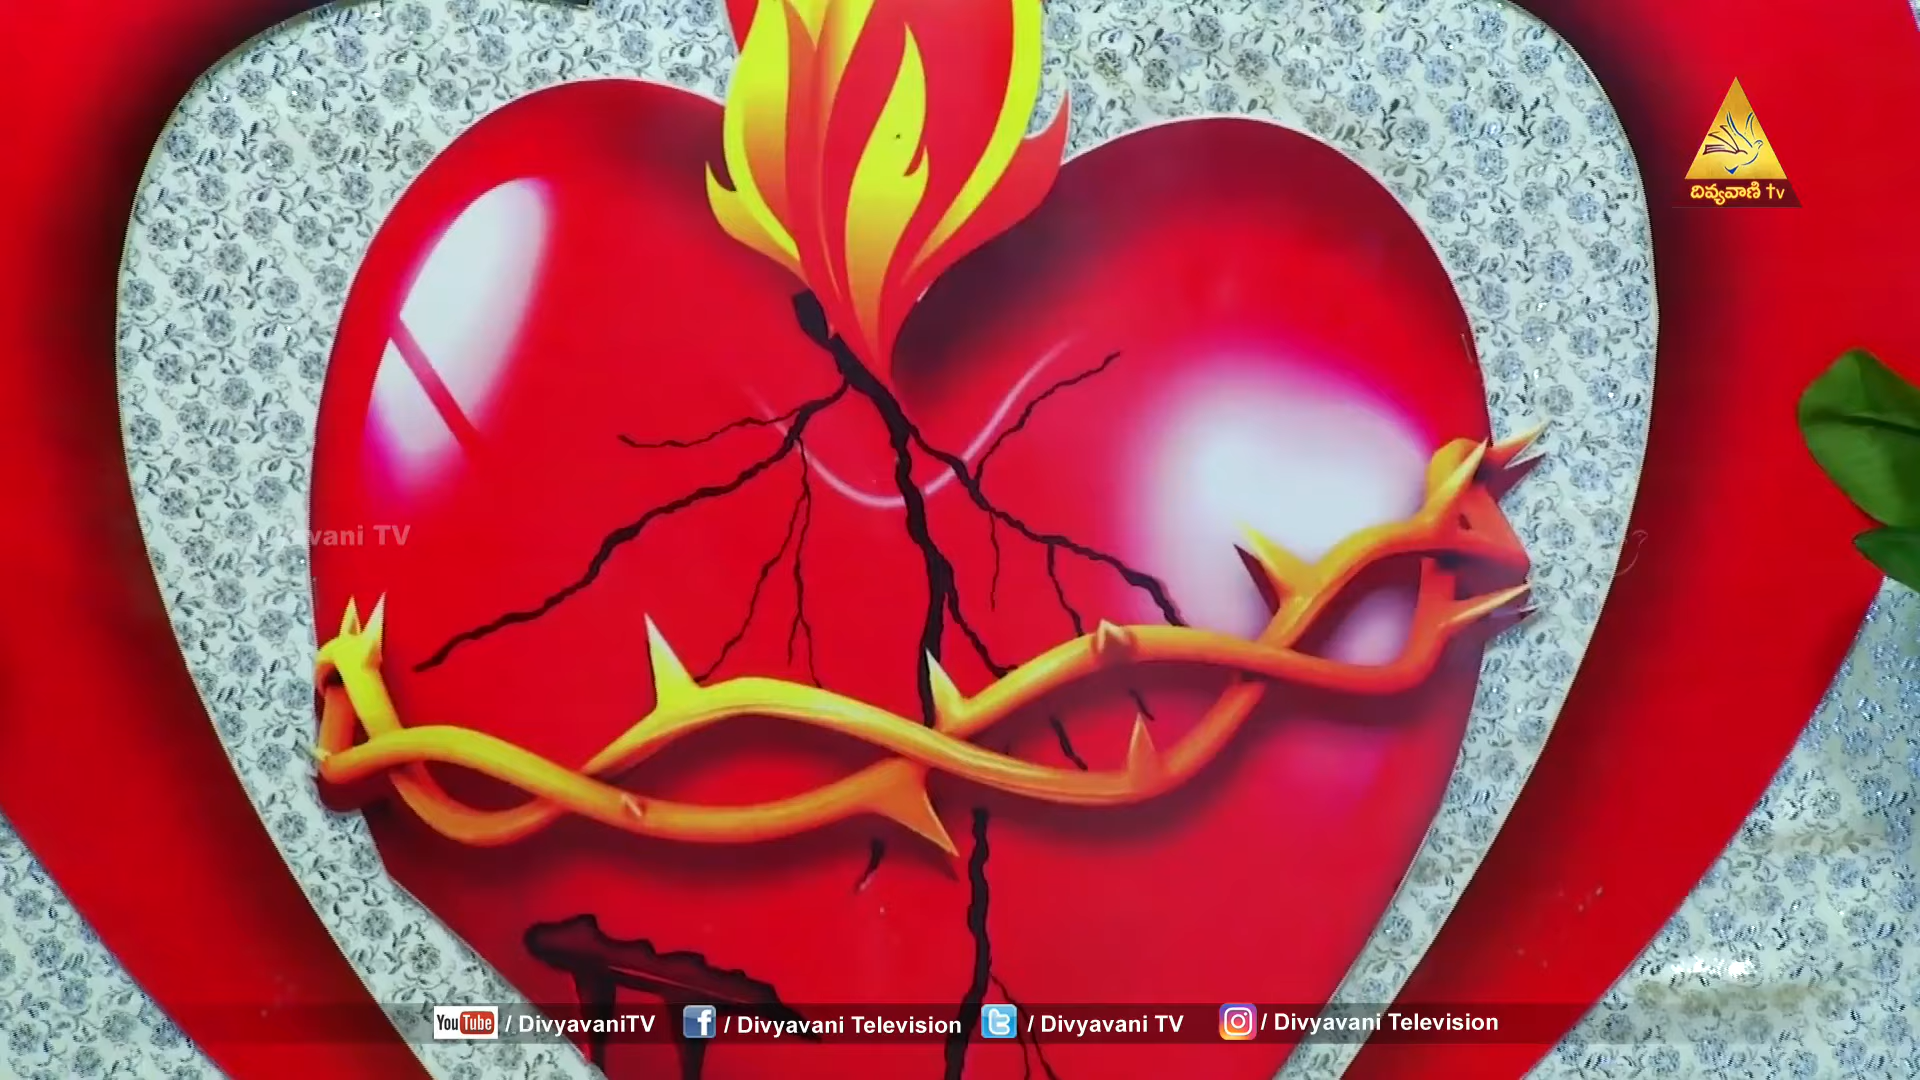 దివ్యవాణి tv
vani TV
YouTube / DivyavaniTV f / Divyavani Television / Divyavani TV / Divyavani Television